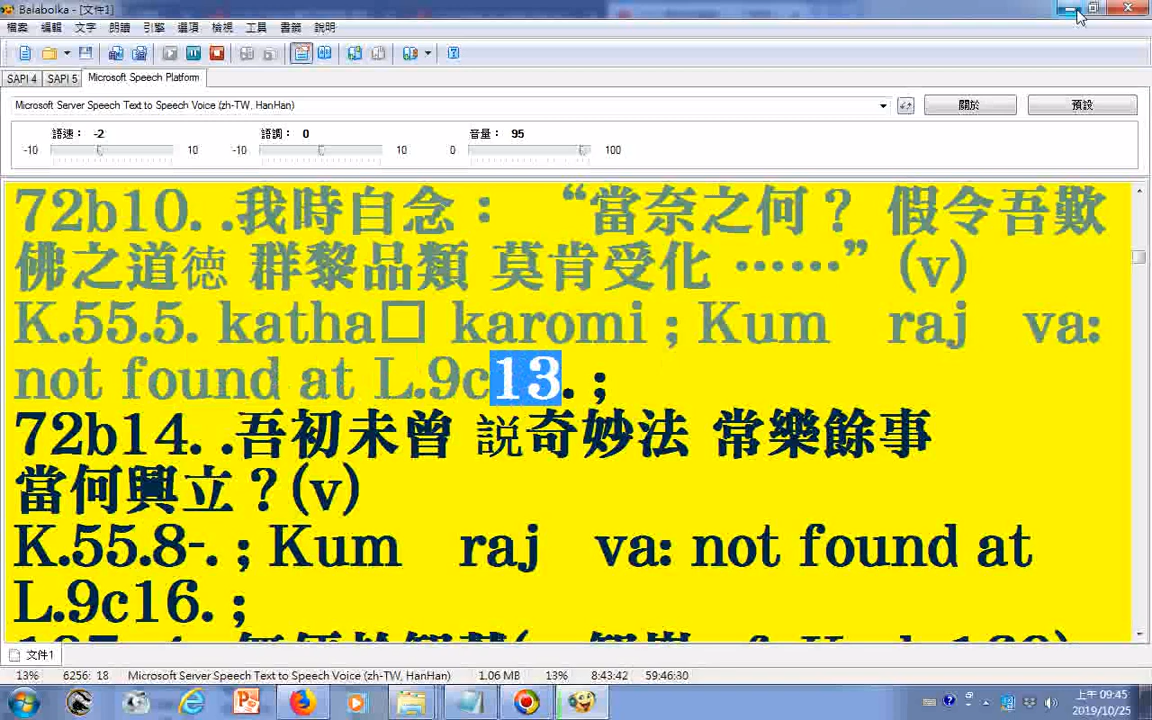 Balabolka - [文件1]
檔案 編輯 文字 朗讀 引擎 選項 檢視 工具 書籤 說明
SAPI 4 SAPI 5 Microsoft Speech Platform
Microsoft Server Speech Text to Speech Voice (zh-TW, HanHan) 關於 預設
語速： -2 語調： 0 音量： 95
-10 10 -10 10 0 100
72b10. .我時自念： “當奈之何？ 假令吾歎
佛之道徳 群黎品類 莫肯受化 ……”(v)
K.55.5. katha□ karomi ; Kum raj va:
not found at L.9c13. ;
72b14. .吾初未曾 説奇妙法 常樂餘事
當何興立？(v)
K.55.8-. ; Kum raj va: not found at
L.9c16. ;
文件1
13% 6256: 18 Microsoft Server Speech Text to Speech Voice (zh-TW, HanHan) 1.06 MB 13% 8:43:42 59:46:30
上午 09:45
2019/10/25